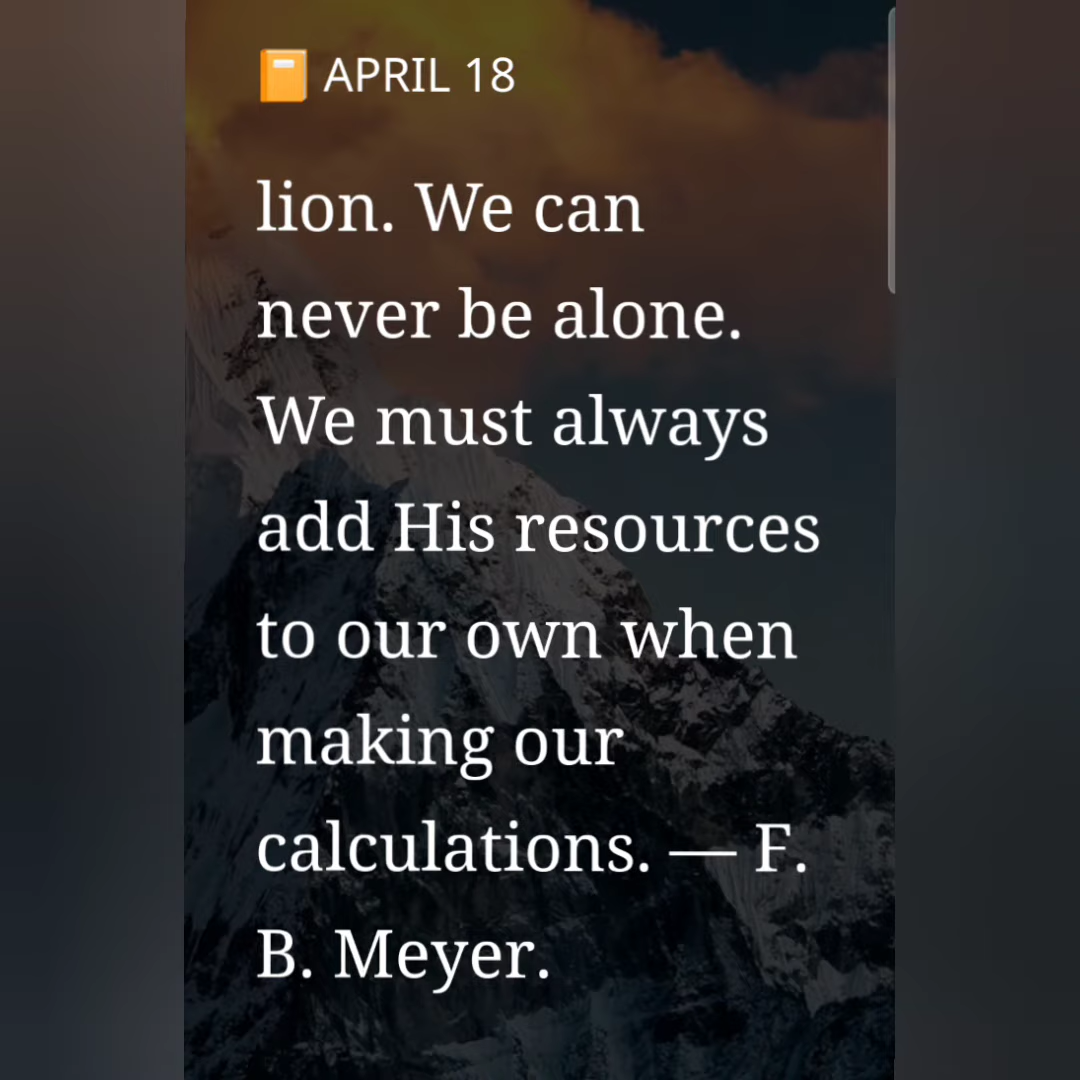 📙 APRIL 18
lion. We can
never be alone.
We must always
add His resources
to our own when
making our
calculations. — F.
B. Meyer.